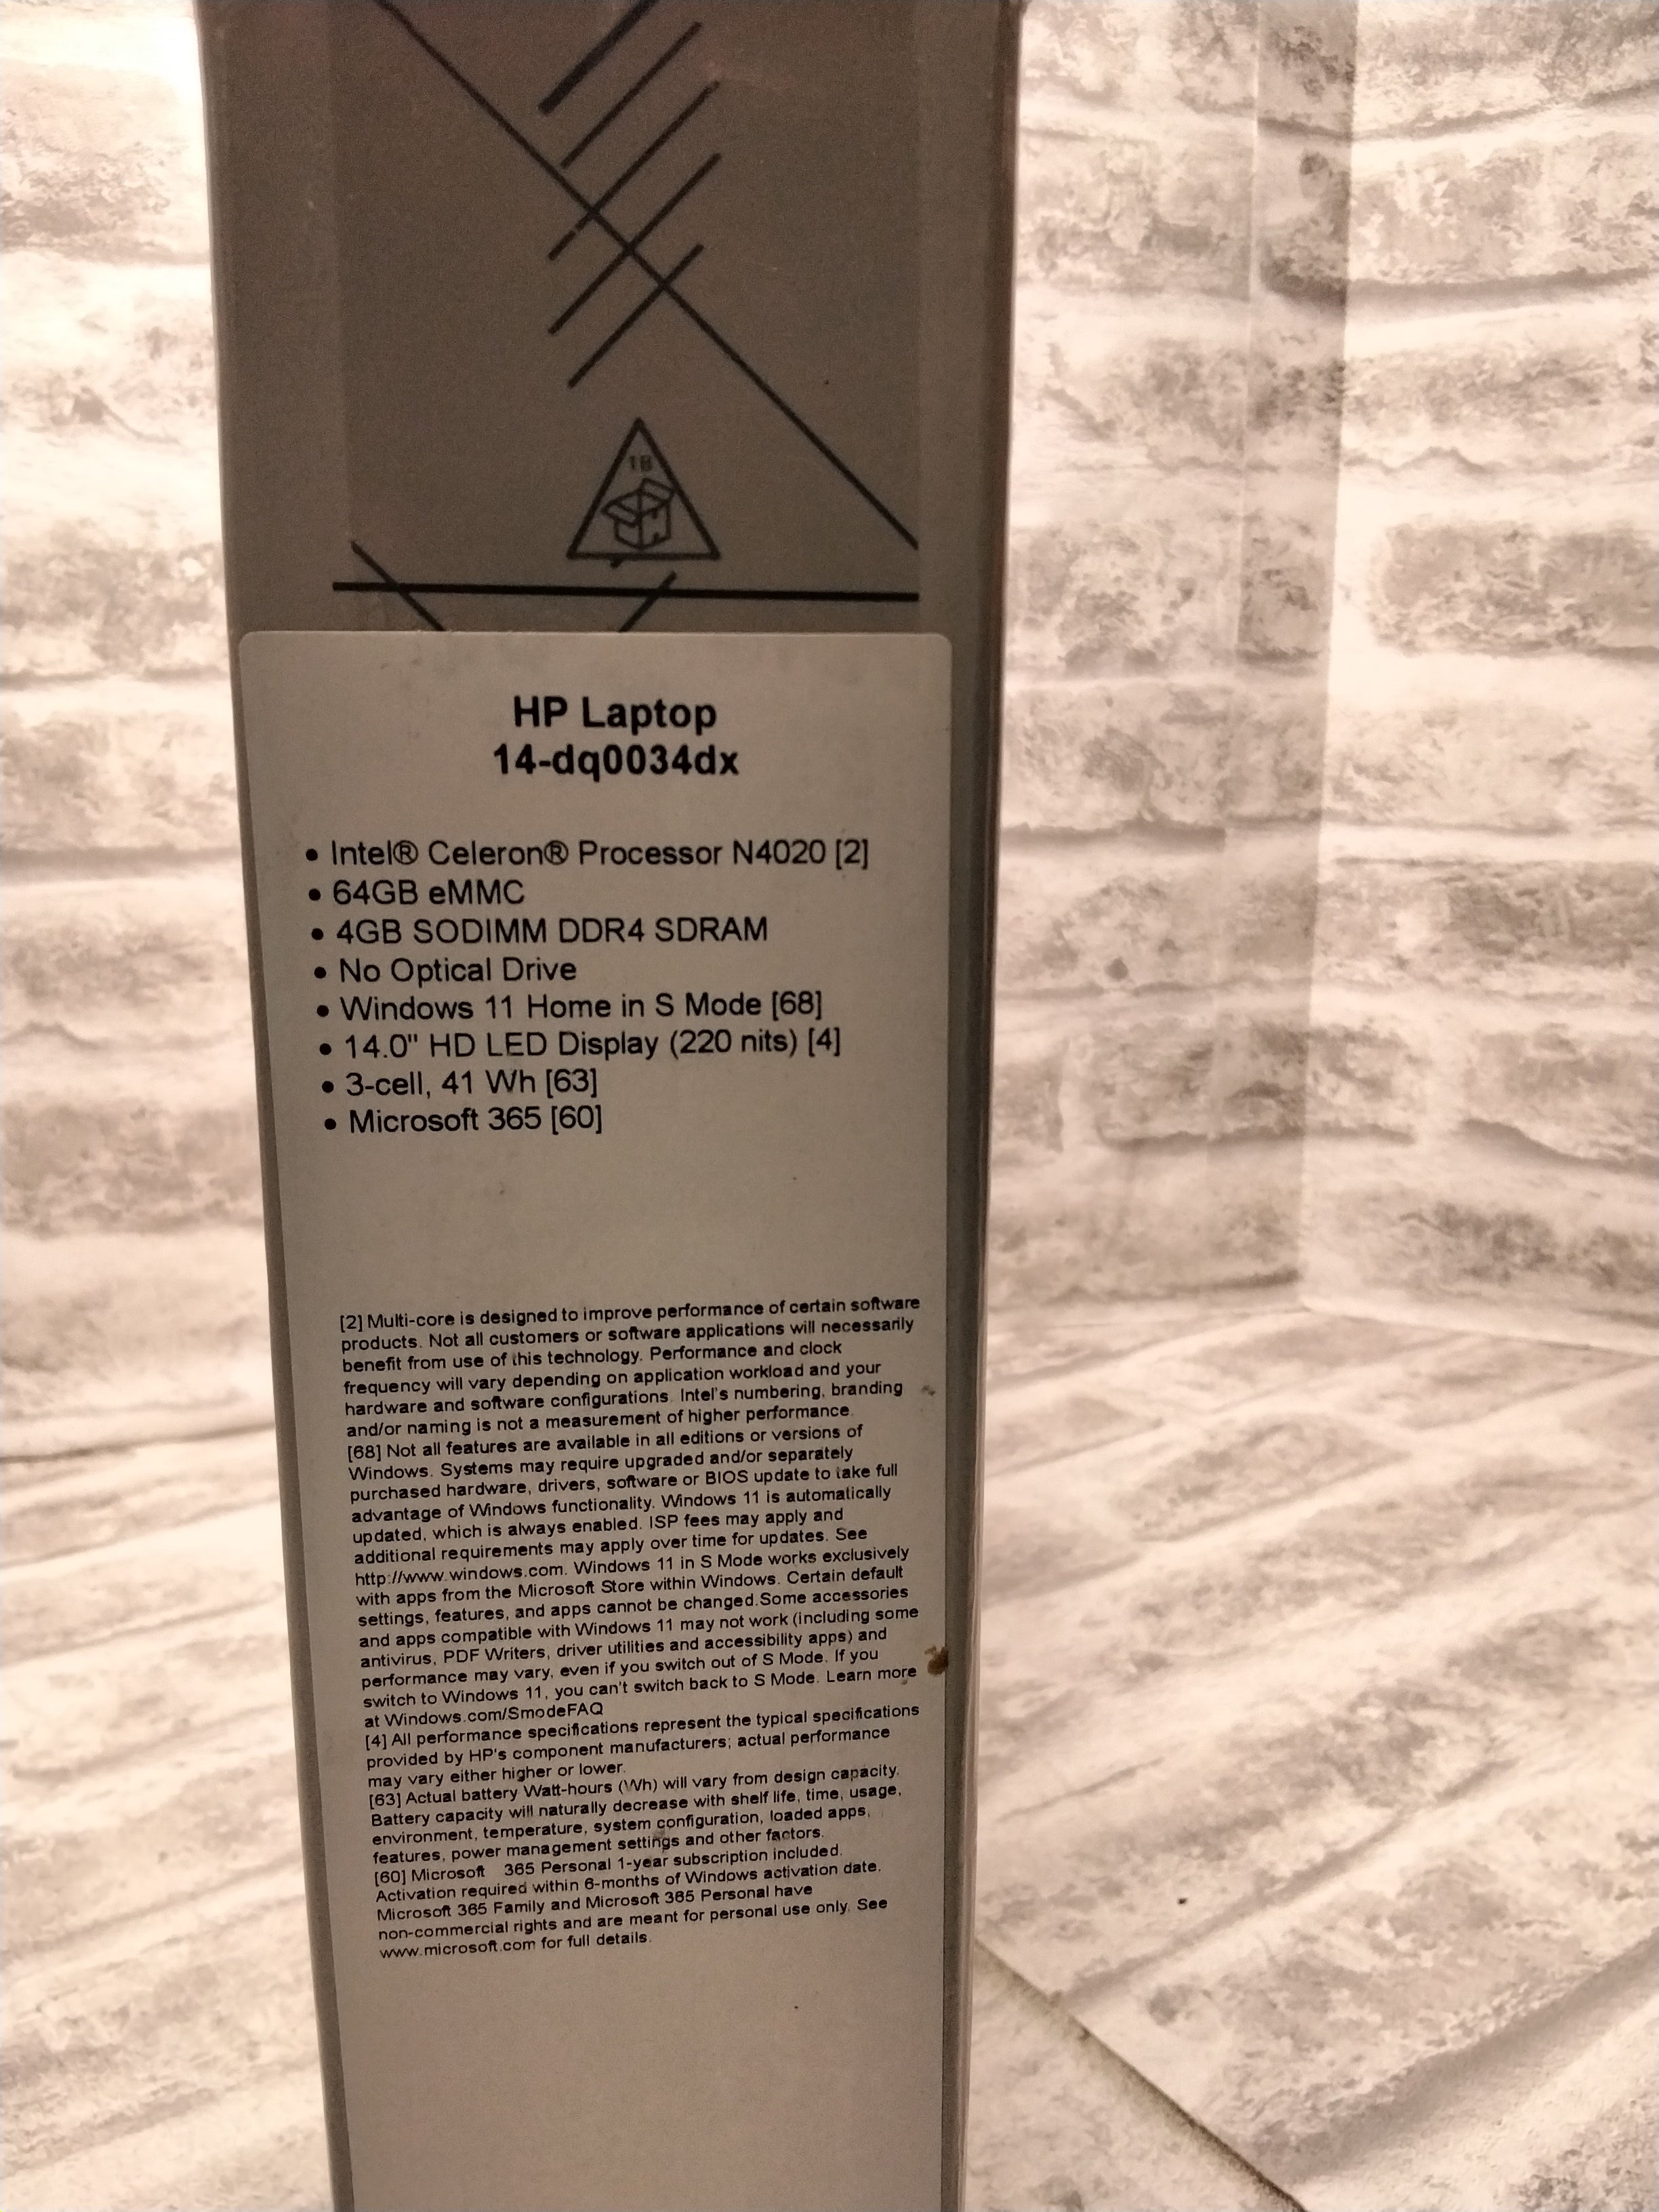 1B
HP Laptop
14-dq0034dx
• Intel® Celeron® Processor N4020 [2]
• 64GB eMMC
• 4GB SODIMM DDR4 SDRAM
• No Optical Drive
• Windows 11 Home in S Mode [68]
• 14.0" HD LED Display (220 nits) [4]
• 3-cell, 41 Wh [63]
• Microsoft 365 [60]
[2] Multi-core is designed to improve performance of certain software
products. Not all customers or software applications will necessarily
benefit from use of this technology. Performance and clock
frequency will vary depending on application workload and your
hardware and software configurations. Intel's numbering, branding
and/or naming is not a measurement of higher performance.
[68] Not all features are available in all editions or versions of
Windows. Systems may require upgraded and/or separately
purchased hardware, drivers, software or BIOS update to take full
advantage of Windows functionality. Windows 11 is automatically
updated, which is always enabled. ISP fees may apply and
additional requirements may apply over time for updates. See
http://www.windows.com. Windows 11 in S Mode works exclusively
with apps from the Microsoft Store within Windows. Certain default
settings, features, and apps cannot be changed.Some accessories
and apps compatible with Windows 11 may not work (including some
antivirus, PDF Writers, driver utilities and accessibility apps) and
performance may vary, even if you switch out of S Mode. If you
switch to Windows 11, you can't switch back to S Mode. Learn more
at Windows.com/SmodeFAQ
[4] All performance specifications represent the typical specifications
provided by HP's component manufacturers; actual performance
may vary either higher or lower.
[63] Actual battery Watt-hours (Wh) will vary from design capacity.
Battery capacity will naturally decrease with shelf life, time, usage,
environment, temperature, system configuration, loaded apps,
features, power management settings and other factors.
[60] Microsoft 365 Personal 1-year subscription included.
Activation required within 6-months of Windows activation date.
Microsoft 365 Family and Microsoft 365 Personal have
non-commercial rights and are meant for personal use only. See
www.microsoft.com for full details.